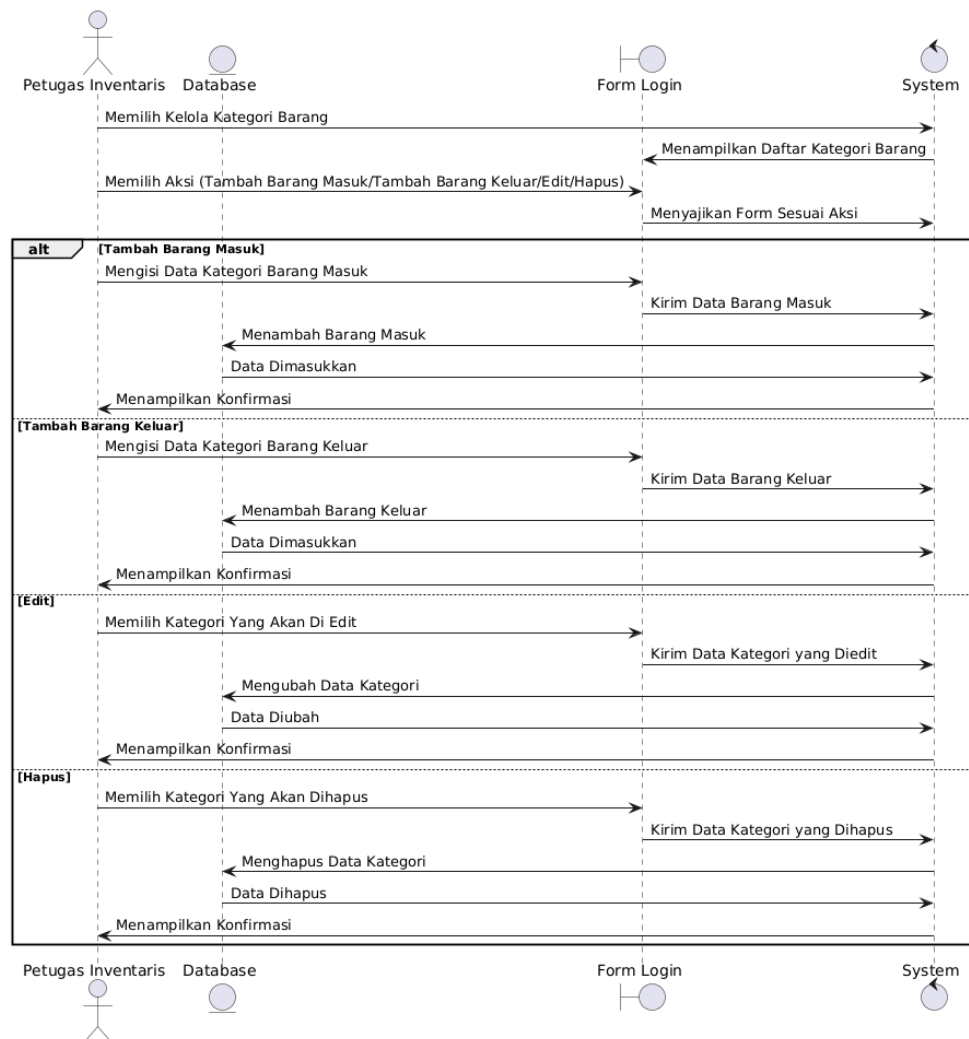 Petugas Inventaris Database Form Login System
Memilih Kelola Kategori Barang
Menampilkan Daftar Kategori Barang
Memilih Aksi (Tambah Barang Masuk/Tambah Barang Keluar/Edit/Hapus)
Menyajikan Form Sesuai Aksi
alt [Tambah Barang Masuk]
Mengisi Data Kategori Barang Masuk
Kirim Data Barang Masuk
Menambah Barang Masuk
Data Dimasukkan
Menampilkan Konfirmasi
[Tambah Barang Keluar]
Mengisi Data Kategori Barang Keluar
Kirim Data Barang Keluar
Menambah Barang Keluar
Data Dimasukkan
Menampilkan Konfirmasi
[Edit]
Memilih Kategori Yang Akan Di Edit
Kirim Data Kategori yang Diedit
Mengubah Data Kategori
Data Diubah
Menampilkan Konfirmasi
[Hapus]
Memilih Kategori Yang Akan Dihapus
Kirim Data Kategori yang Dihapus
Menghapus Data Kategori
Data Dihapus
Menampilkan Konfirmasi
Petugas Inventaris Database Form Login System